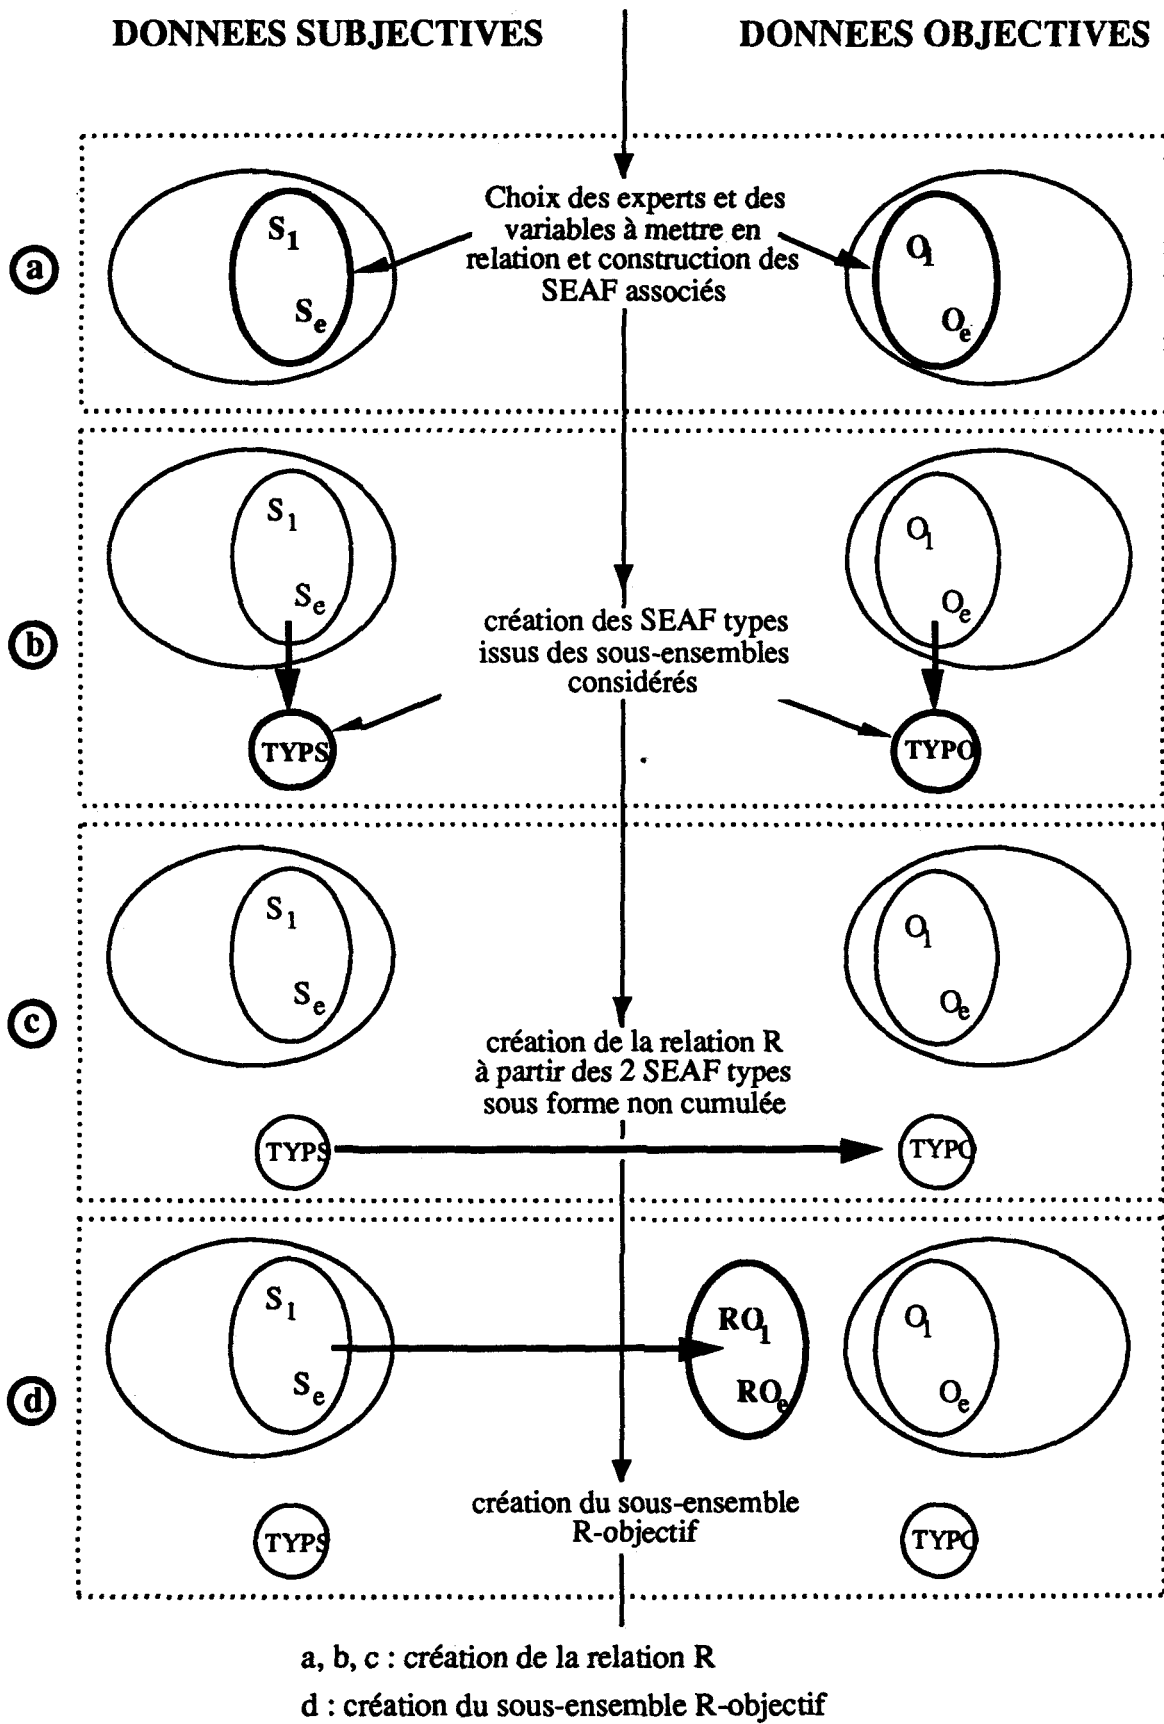 DONNEES SUBJECTIVES
DONNEES OBJECTIVES
a
S1
Se
Choix des experts et des
variables à mettre en
relation et construction des
SEAF associés
O1
Oe
b
S1
Se
TYPS
création des SEAF types
issus des sous-ensembles
considérés
O1
Oe
TYPO
c
S1
Se
TYPS
création de la relation R
à partir des 2 SEAF types
sous forme non cumulée
O1
Oe
TYPO
d
S1
Se
TYPS
RO1
ROe
création du sous-ensemble
R-objectif
O1
Oe
TYPO
a, b, c : création de la relation R
d : création du sous-ensemble R-objectif